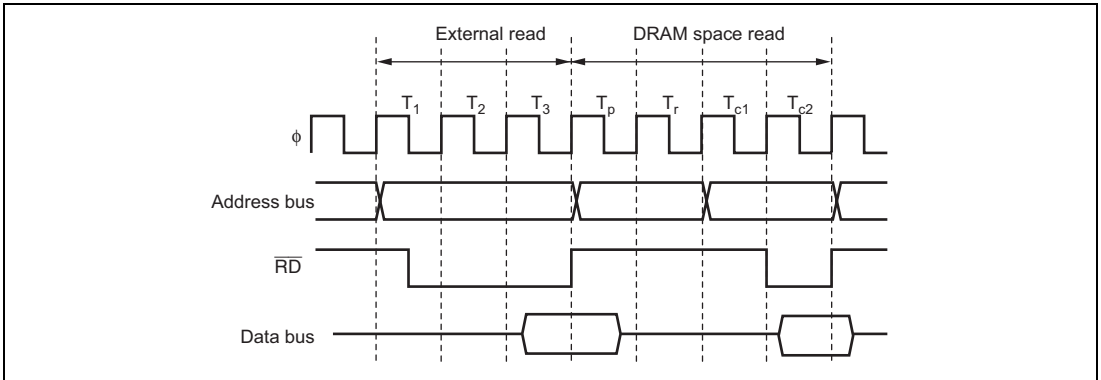 External read DRAM space read
T1 T2 T3 Tp Tr Tc1 Tc2
ϕ
Address bus
RD
Data bus